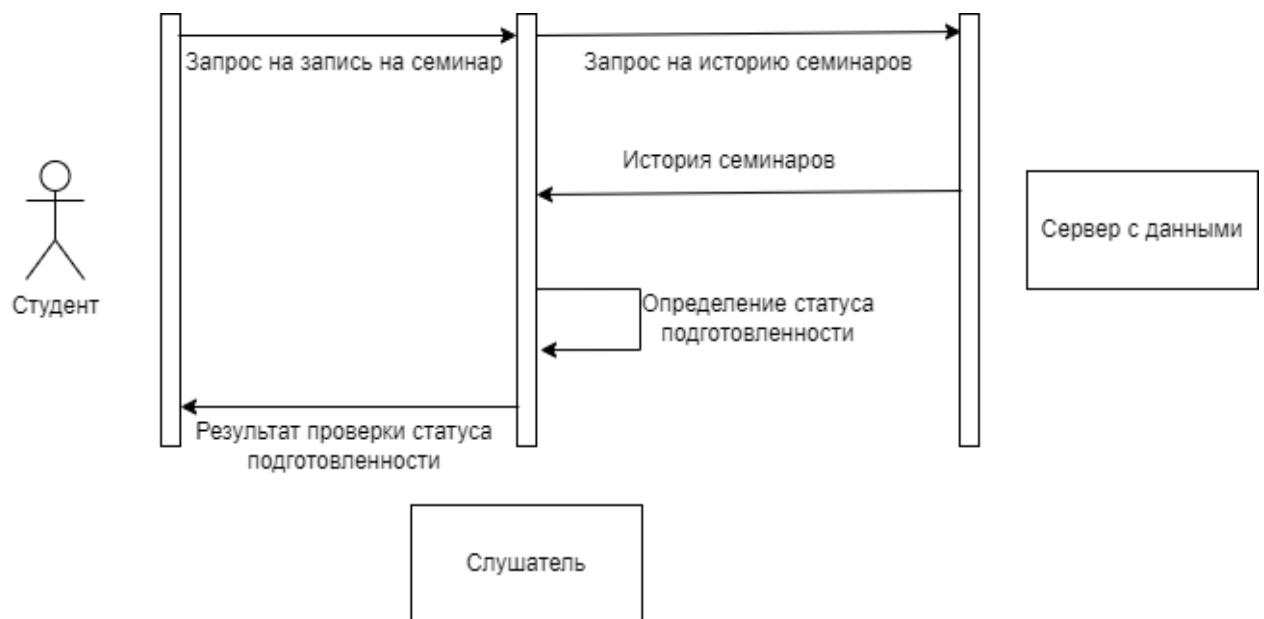 Запрос на запись на семинар
Запрос на историю семинаров
История семинаров
Сервер с данными
Студент
Определение статуса
подготовленности
Результат проверки статуса
подготовленности
Слушатель